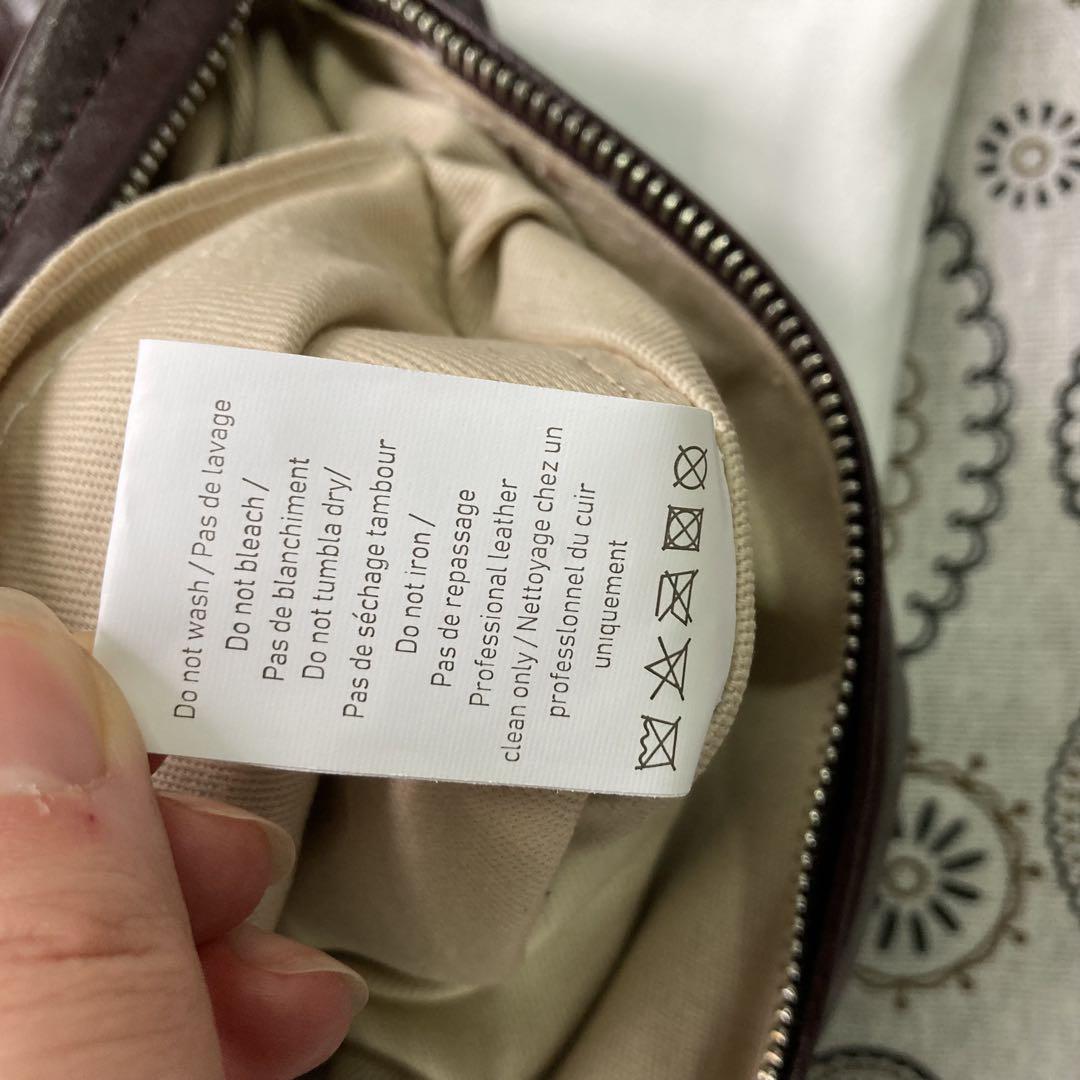 Do not wash / Pas de lavage
Do not bleach /
Pas de blanchiment
Do not tumbla dry/
Pas de séchage tambour
Do not iron /
Pas de repassage
Professional leather
clean only / Nettoyage chez un
professlonnel du cuir
uniquement